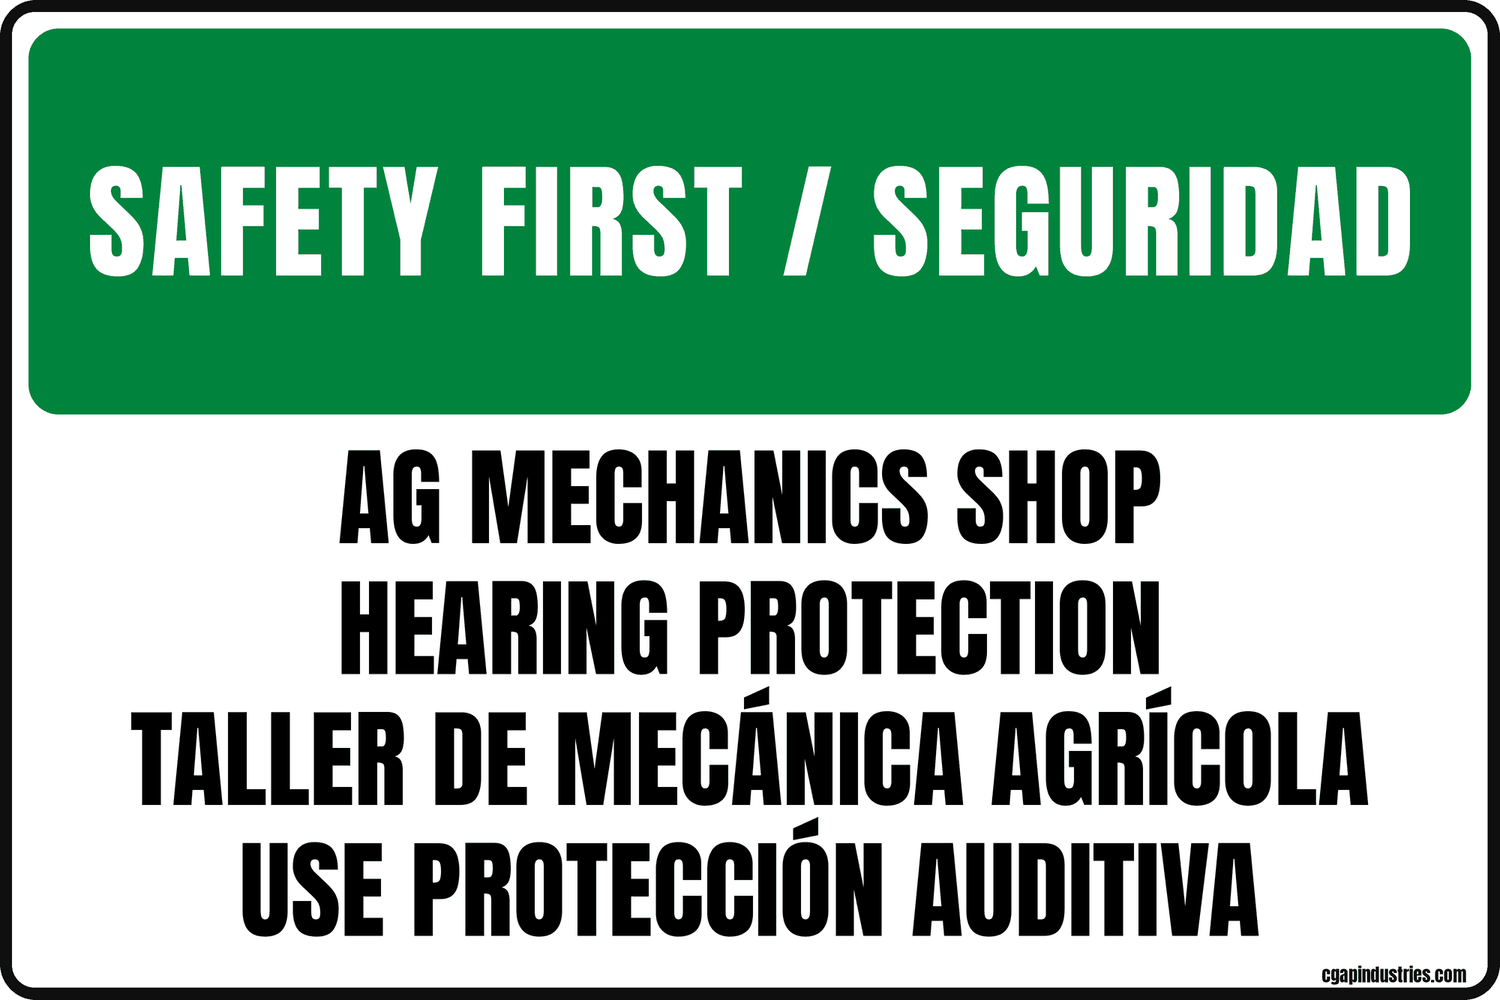 SAFETY FIRST / SEGURIDAD
AG MECHANICS SHOP
HEARING PROTECTION
TALLER DE MECÁNICA AGRÍCOLA
USE PROTECCIÓN AUDITIVA
cgapindustries.com